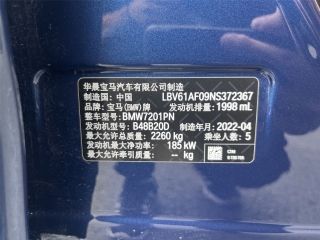 华晨宝马汽车有限公司制造
制造国：中国 LBV61AF09NS372367
品牌：宝马(BMW)牌 发动机排量：1998 mL
整车型号：BMW7201PN
发动机型号：B48B20D 制造年月：2022-04
最大允许总质量：2260 kg 乘坐人数：5
发动机最大净功率：185 kW
最大允许牵引质量：-- kg